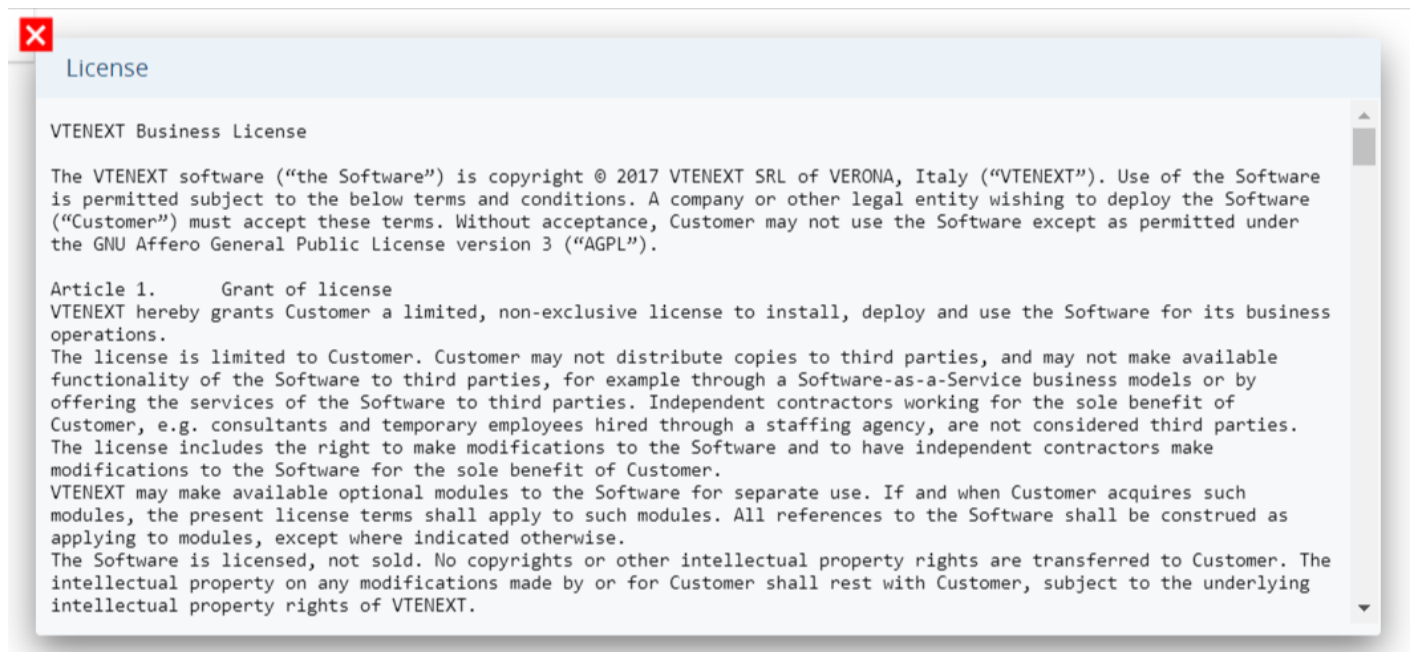 License
VTENEXT Business License
The VTENEXT software (“the Software”) is copyright © 2017 VTENEXT SRL of VERONA, Italy (“VTENEXT”). Use of the Software
is permitted subject to the below terms and conditions. A company or other legal entity wishing to deploy the Software
(“Customer”) must accept these terms. Without acceptance, Customer may not use the Software except as permitted under
the GNU Affero General Public License version 3 (“AGPL”).
Article 1. Grant of license
VTENEXT hereby grants Customer a limited, non-exclusive license to install, deploy and use the Software for its business
operations.
The license is limited to Customer. Customer may not distribute copies to third parties, and may not make available
functionality of the Software to third parties, for example through a Software-as-a-Service business models or by
offering the services of the Software to third parties. Independent contractors working for the sole benefit of
Customer, e.g. consultants and temporary employees hired through a staffing agency, are not considered third parties.
The license includes the right to make modifications to the Software and to have independent contractors make
modifications to the Software for the sole benefit of Customer.
VTENEXT may make available optional modules to the Software for separate use. If and when Customer acquires such
modules, the present license terms shall apply to such modules. All references to the Software shall be construed as
applying to modules, except where indicated otherwise.
The Software is licensed, not sold. No copyrights or other intellectual property rights are transferred to Customer. The
intellectual property on any modifications made by or for Customer shall rest with Customer, subject to the underlying
intellectual property rights of VTENEXT.